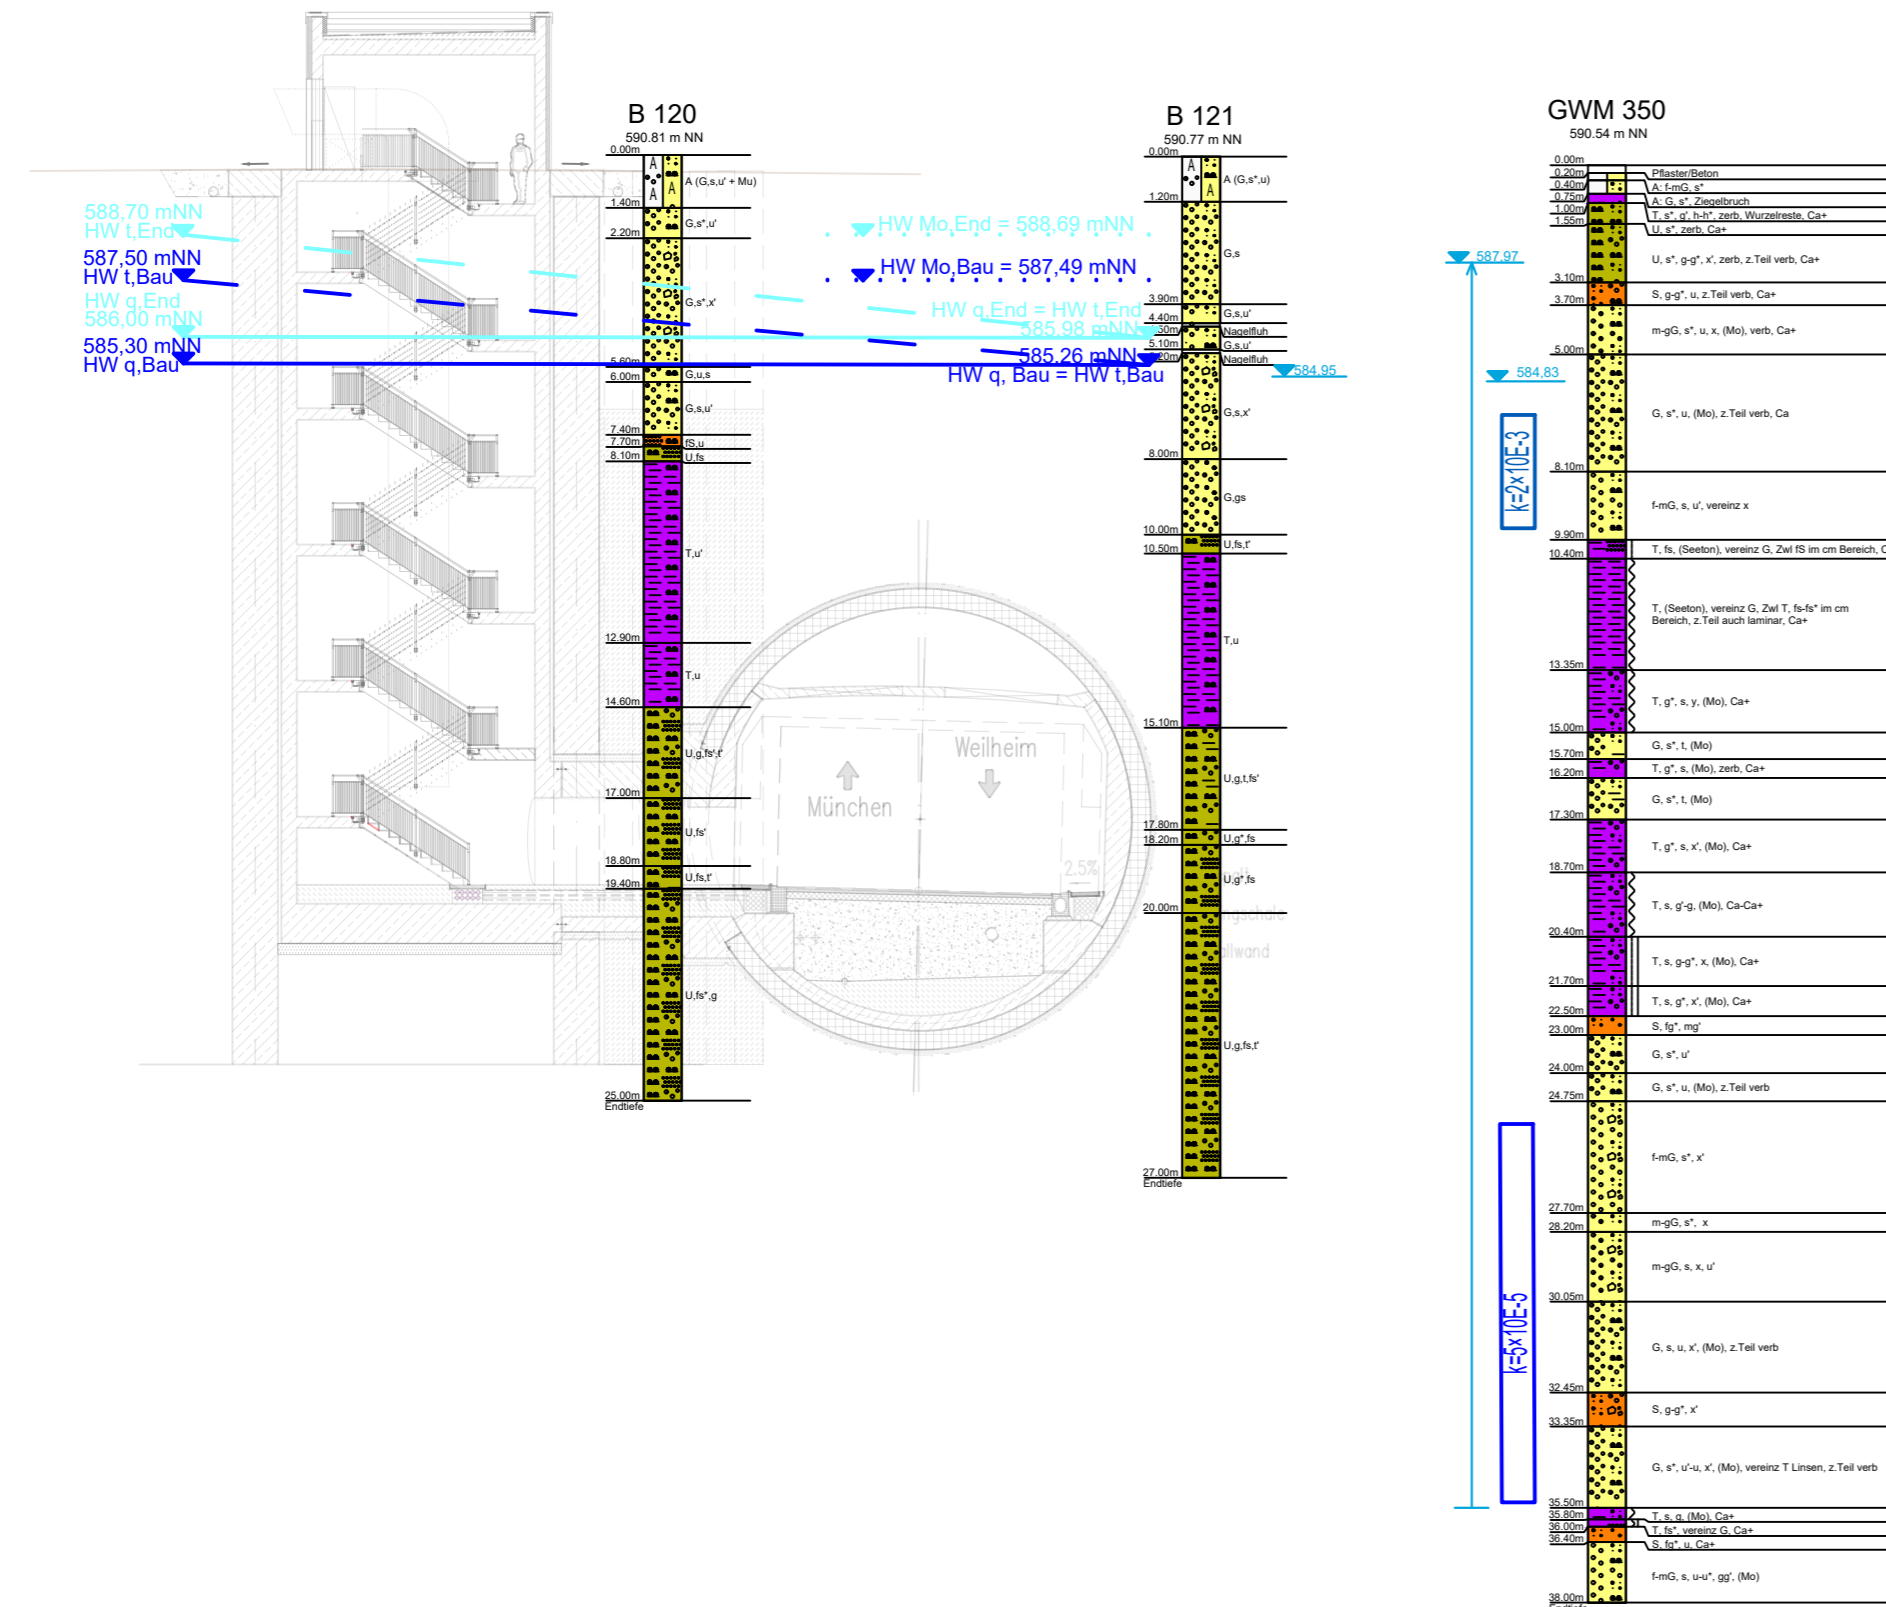 B 120
590.81 m NN
0.00m
A
A
A
A (G,s,u' + Mu)
1.40m
G,s*,u'
2.20m
G,s*,x'
5.60m
G,u,s
6.00m
G,s,u'
7.40m
fS,u
7.70m
U,fs
8.10m
T,u'
12.90m
T,u
14.60m
U,g,fs',t'
17.00m
U,fs'
18.80m
U,fs,t'
19.40m
U,fs*,g
25.00m
Endtiefe
588,70 mNN
HW t,End
587,50 mNN
HW t,Bau
HW q,End
586,00 mNN
585,30 mNN
HW q,Bau
HW Mo,End = 588,69 mNN
HW Mo,Bau = 587,49 mNN
HW q,End = HW t,End
585,98 mNN
585,26 mNN
HW q, Bau = HW t,Bau
München
Weilheim
2.5%
B 121
590.77 m NN
0.00m
A
A
A (G,s*,u)
1.20m
G,s
3.90m
G,s,u'
4.40m
Nagelfluh
5.10m
G,s,u'
Nagelfluh
584,95
G,s,x'
8.00m
G,gs
10.00m
U,fs,t'
10.50m
T,u
15.10m
U,g,t,fs'
17.80m
U,g*,fs
18.20m
U,g*,fs
20.00m
U,g,fs,t'
27.00m
Endtiefe
GWM 350
590.54 m NN
0.00m
0.20m
Pflaster/Beton
0.40m
A: f-mG, s*
0.75m
A: G, s*, Ziegelbruch
1.00m
T, s*, g', h-h*, zerb, Wurzelreste, Ca+
1.55m
U, s*, zerb, Ca+
587,97
U, s*, g-g*, x', zerb, z.Teil verb, Ca+
3.10m
S, g-g*, u, z.Teil verb, Ca+
3.70m
m-gG, s*, u, x, (Mo), verb, Ca+
5.00m
584,83
G, s*, u, (Mo), z.Teil verb, Ca
k=2×10E-3
8.10m
f-mG, s, u', vereinz x
9.90m
T, fs, (Seeton), vereinz G, Zwl fS im cm Bereich, C
10.40m
T, (Seeton), vereinz G, Zwl T, fs-fs* im cm
Bereich, z.Teil auch laminar, Ca+
13.35m
T, g*, s, y, (Mo), Ca+
15.00m
G, s*, t, (Mo)
15.70m
T, g*, s, (Mo), zerb, Ca+
16.20m
G, s*, t, (Mo)
17.30m
T, g*, s, x', (Mo), Ca+
18.70m
T, s, g'-g, (Mo), Ca-Ca+
20.40m
T, s, g-g*, x, (Mo), Ca+
21.70m
T, s, g*, x', (Mo), Ca+
22.50m
S, fg*, mg'
23.00m
G, s*, u'
24.00m
G, s*, u, (Mo), z.Teil verb
24.75m
f-mG, s*, x'
27.70m
m-gG, s*, x
28.20m
m-gG, s, x, u'
30.05m
k=5×10E-5
G, s, u, x', (Mo), z.Teil verb
32.45m
S, g-g*, x'
33.35m
G, s*, u'-u, x', (Mo), vereinz T Linsen, z.Teil verb
35.50m
T, s, g, (Mo), Ca+
35.80m
T, fs*, vereinz G, Ca+
36.00m
S, fg*, u, Ca+
36.40m
f-mG, s, u-u*, gg', (Mo)
38.00m